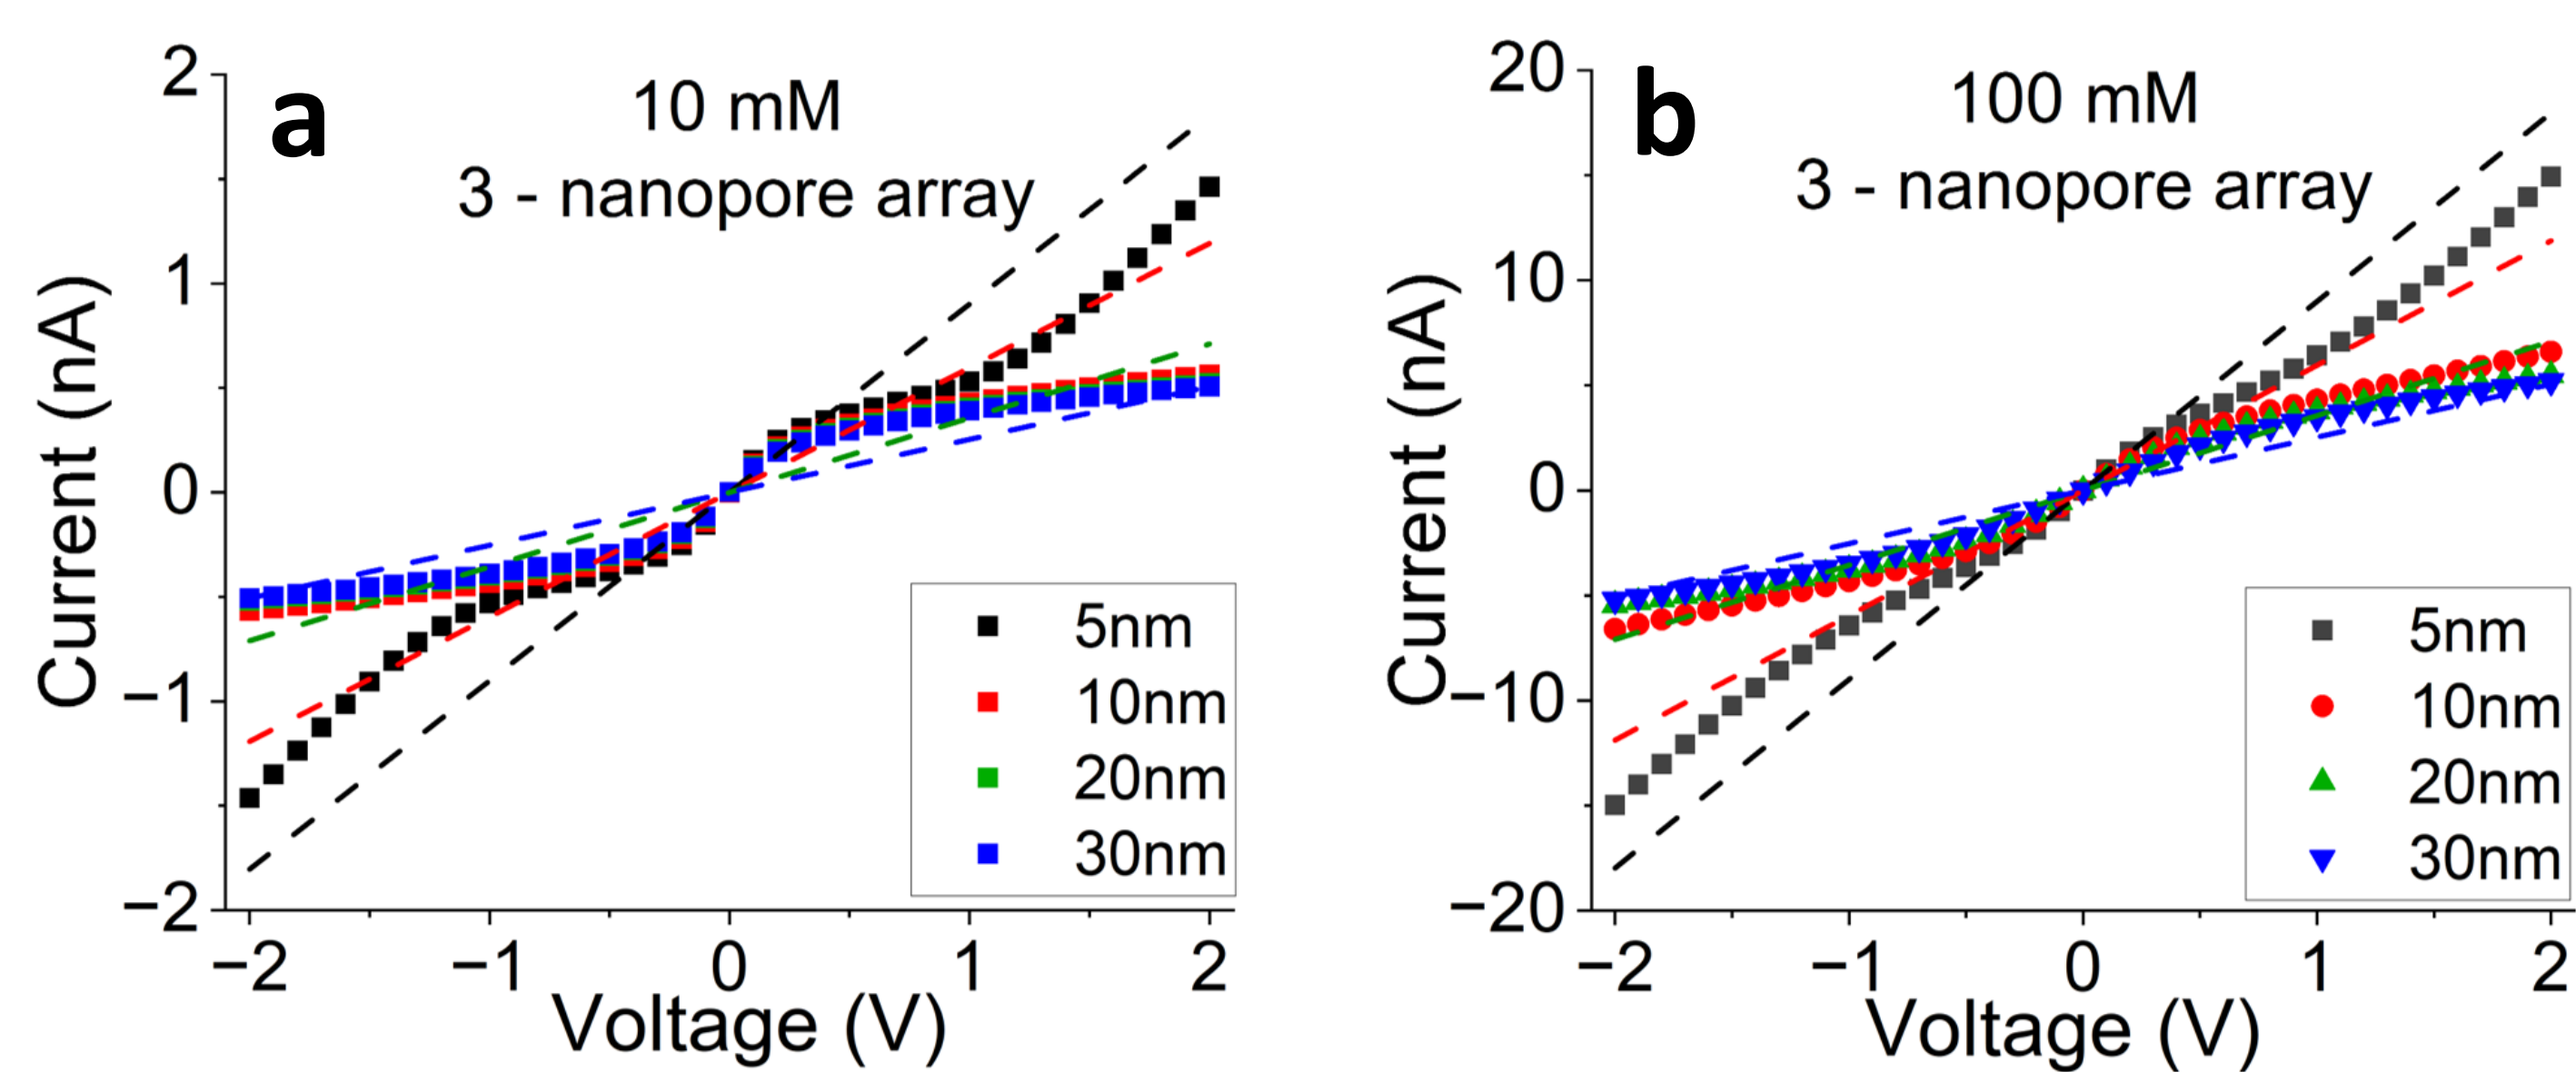 a
10 mM
3 - nanopore array
Current (nA)
2
1
0
−1
−2
5nm
10nm
20nm
30nm
−2
−1
0
1
2
Voltage (V)
b
100 mM
3 - nanopore array
Current (nA)
20
10
0
−10
−20
5nm
10nm
20nm
30nm
−2
−1
0
1
2
Voltage (V)